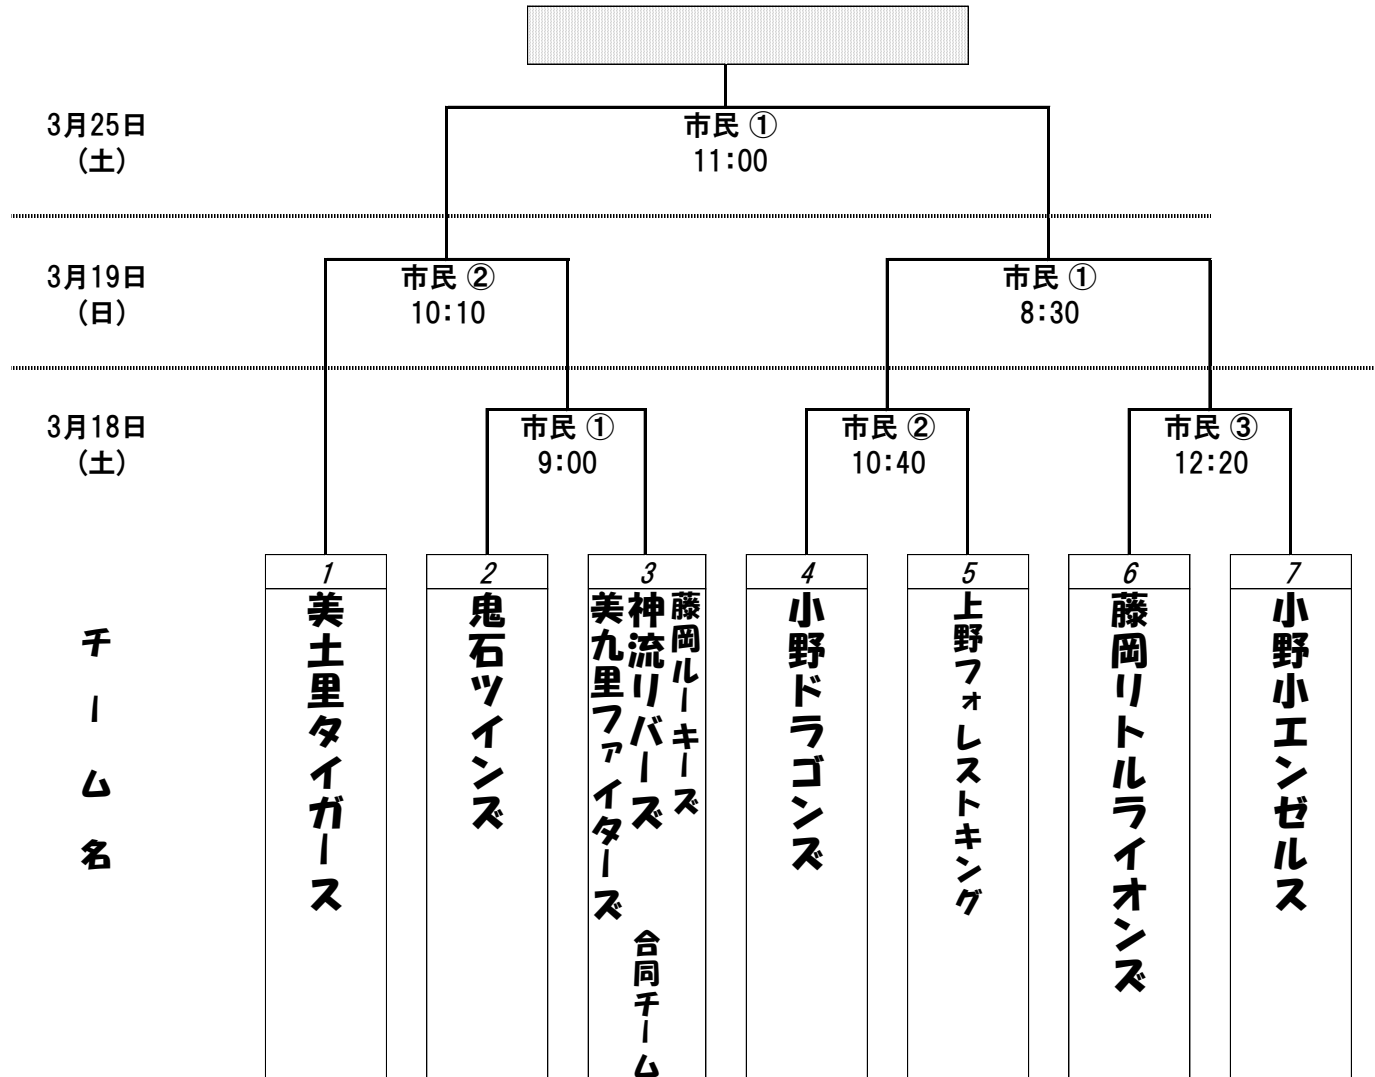 3月25日
(土)
市民 ①
11:00
3月19日
(日)
市民 ②
10:10
市民 ①
8:30
3月18日
(土)
市民 ①
9:00
市民 ②
10:40
市民 ③
12:20
チーム名
1
美土里タイガース
2
鬼石ツインズ
3
藤岡ルーキーズ
神流リバーズ
美九里ファイターズ
合同チーム
4
小野ドラゴンズ
5
上野フォレストキング
6
藤岡リトルライオンズ
7
小野小エンゼルス